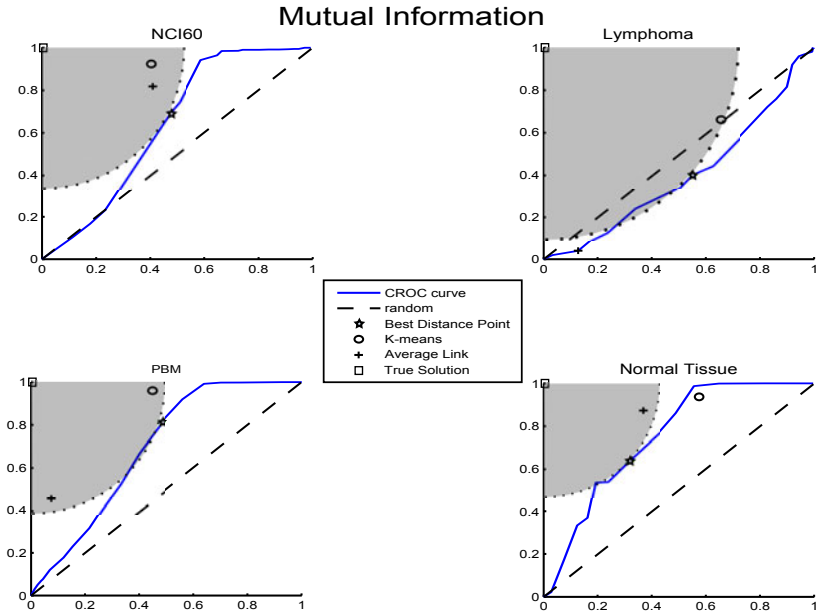 Mutual Information
NCI60
1
0.8
0.6
0.4
0.2
0
0 0.2 0.4 0.6 0.8 1
Lymphoma
1
0.8
0.6
0.4
0.2
0
0 0.2 0.4 0.6 0.8 1
CROC curve
random
Best Distance Point
K-means
Average Link
True Solution
PBM
1
0.8
0.6
0.4
0.2
0
0 0.2 0.4 0.6 0.8 1
Normal Tissue
1
0.8
0.6
0.4
0.2
0
0 0.2 0.4 0.6 0.8 1